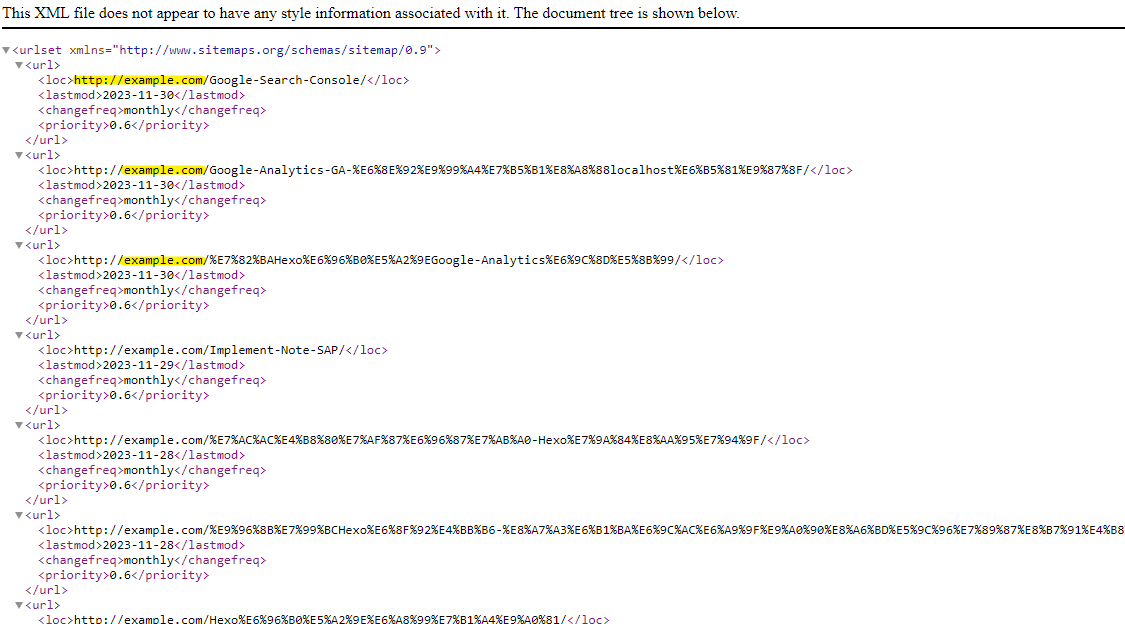 This XML file does not appear to have any style information associated with it. The document tree is shown below.
▼<urlset xmlns="http://www.sitemaps.org/schemas/sitemap/0.9">
▼<url>
<loc>http://example.com/Google-Search-Console/</loc>
<lastmod>2023-11-30</lastmod>
<changefreq>monthly</changefreq>
<priority>0.6</priority>
</url>
▼<url>
<loc>http://example.com/Google-Analytics-GA-%E6%8E%92%E9%99%A4%E7%B5%B1%E8%A8%88localhost%E6%B5%81%E9%87%8F/</loc>
<lastmod>2023-11-30</lastmod>
<changefreq>monthly</changefreq>
<priority>0.6</priority>
</url>
▼<url>
<loc>http://example.com/%E7%82%BAHexo%E6%96%B0%E5%A2%9EGoogle-Analytics%E6%9C%8D%E5%8B%99/</loc>
<lastmod>2023-11-30</lastmod>
<changefreq>monthly</changefreq>
<priority>0.6</priority>
</url>
▼<url>
<loc>http://example.com/Implement-Note-SAP/</loc>
<lastmod>2023-11-29</lastmod>
<changefreq>monthly</changefreq>
<priority>0.6</priority>
</url>
▼<url>
<loc>http://example.com/%E7%AC%AC%E4%B8%80%E7%AF%87%E6%96%87%E7%AB%A0-Hexo%E7%9A%84%E8%AA%95%E7%94%9F/</loc>
<lastmod>2023-11-28</lastmod>
<changefreq>monthly</changefreq>
<priority>0.6</priority>
</url>
▼<url>
<loc>http://example.com/%E9%96%8B%E7%99%BCHexo%E6%8F%92%E4%BB%B6-%E8%A7%A3%E6%B1%BA%E6%9C%AC%E6%A9%9F%E9%A0%90%E8%A6%BD%E5%9C%96%E7%89%87%E8%B7%91%E4%B8
<lastmod>2023-11-28</lastmod>
<changefreq>monthly</changefreq>
<priority>0.6</priority>
</url>
▼<url>
<loc>http://example.com/Hexo%E6%96%B0%E5%A2%9E%E6%A8%99%E7%B1%A4%E9%A0%81/</loc>